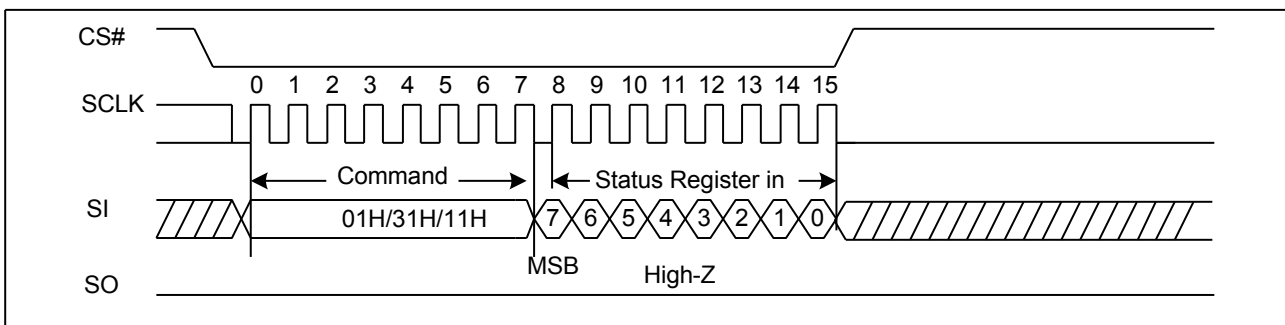 CS#
0 1 2 3 4 5 6 7 8 9 10 11 12 13 14 15
SCLK
Command Status Register in
SI 01H/31H/11H 7 6 5 4 3 2 1 0
MSB High-Z
SO